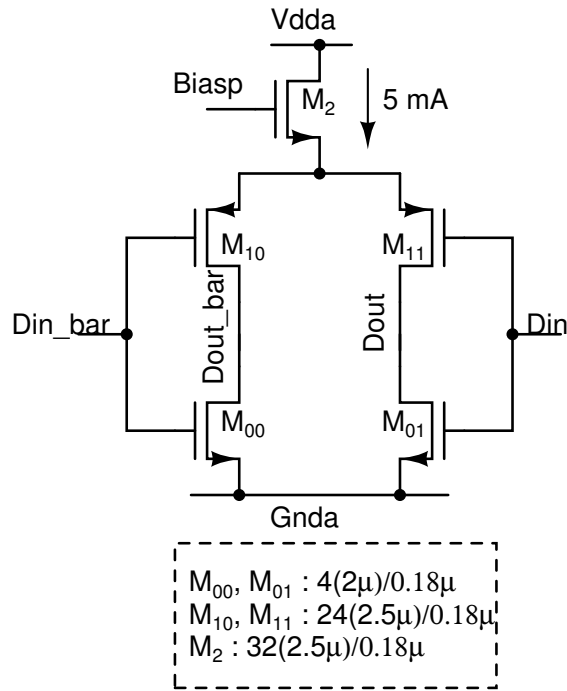 Vdda
Biasp
M₂
5 mA
M₁₀
M₁₁
Din_bar
Dout_bar
Dout
Din
M₀₀
M₀₁
Gnda
M₀₀, M₀₁ : 4(2μ)/0.18μ
M₁₀, M₁₁ : 24(2.5μ)/0.18μ
M₂ : 32(2.5μ)/0.18μ